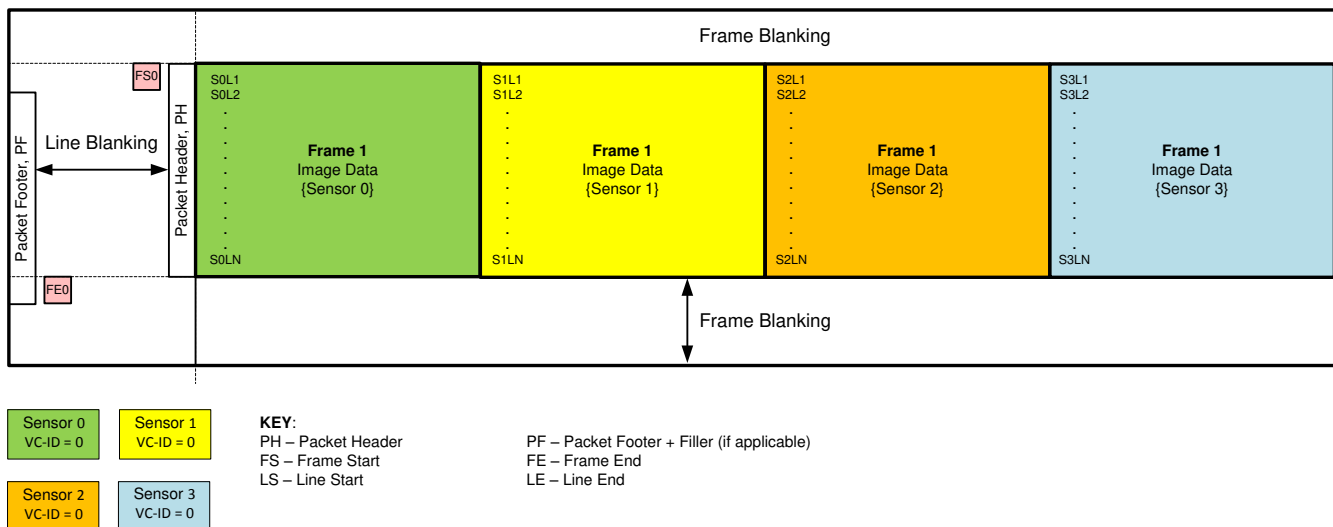 Frame Blanking
FS0
Packet Header, PH
Packet Footer, PF
Line Blanking
FE0
S0L1
S0L2
.
.
.
.
.
.
.
.
.
.
S0LN
Frame 1
Image Data
{Sensor 0}
S1L1
S1L2
.
.
.
.
.
.
.
.
.
.
S1LN
Frame 1
Image Data
{Sensor 1}
S2L1
S2L2
.
.
.
.
.
.
.
.
.
.
S2LN
Frame 1
Image Data
{Sensor 2}
S3L1
S3L2
.
.
.
.
.
.
.
.
.
.
S3LN
Frame 1
Image Data
{Sensor 3}
Frame Blanking
Sensor 0
VC-ID = 0
Sensor 1
VC-ID = 0
Sensor 2
VC-ID = 0
Sensor 3
VC-ID = 0
KEY:
PH – Packet Header
FS – Frame Start
LS – Line Start
PF – Packet Footer + Filler (if applicable)
FE – Frame End
LE – Line End